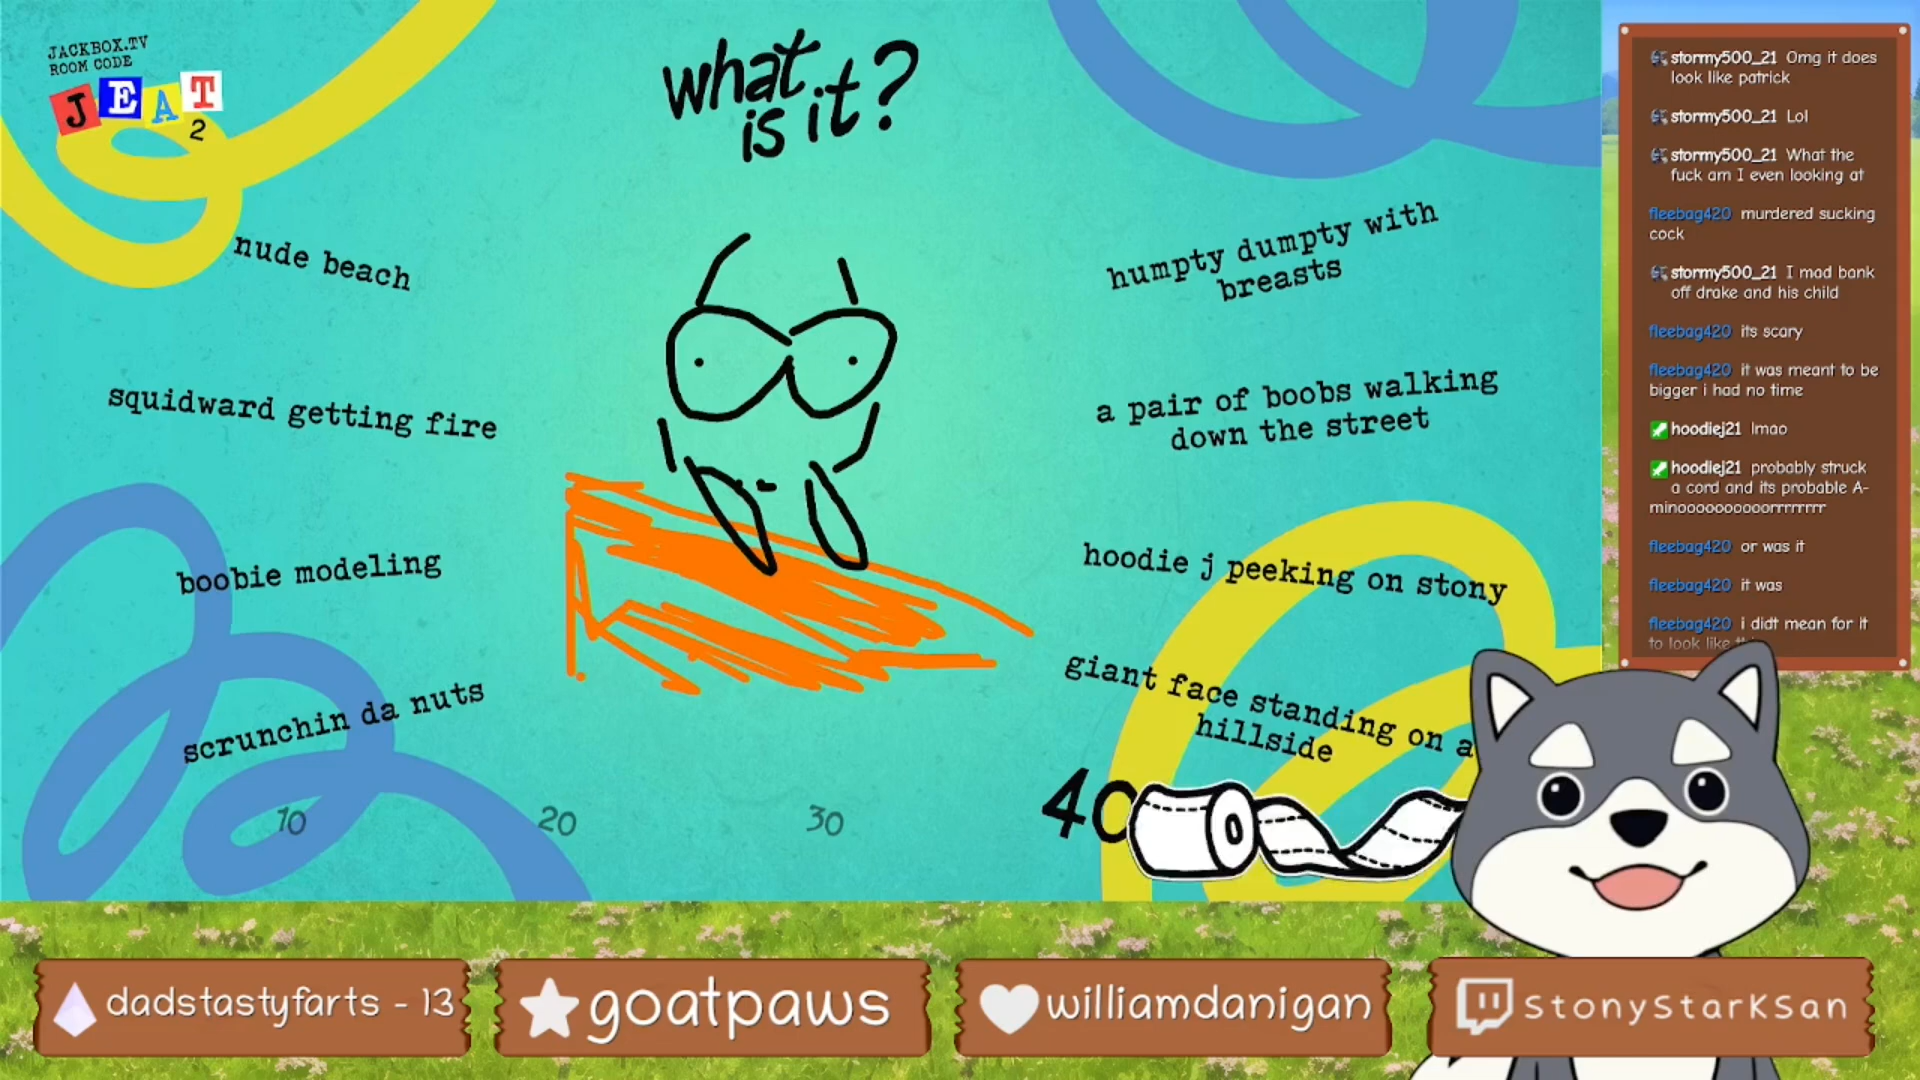 JACKBOX.TV
ROOM CODE
JEAT
2
what
is it?
nude beach
squidward getting fire
boobie modeling
scrunchin da nuts
humpty dumpty with
breasts
a pair of boobs walking
down the street
hoodie j peeking on stony
giant face standing on a
hillside
10
20
30
40
stormy500_21 Omg it does
look like patrick
stormy500_21 Lol
stormy500_21 What the
fuck am I even looking at
fleebag420 murdered sucking
cock
stormy500_21 I mad bank
off drake and his child
fleebag420 its scary
fleebag420 it was meant to be
bigger i had no time
hoodiej21 lmao
hoodiej21 probably struck
a cord and its probable A-
minoooooooooorrrrrrr
fleebag420 or was it
fleebag420 it was
fleebag420 i didt mean for it
to look like
dadstastyfarts - 13
goatpaws
williamdanigan
StonyStarKSan